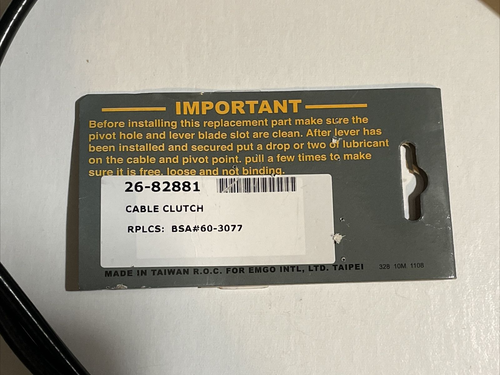 IMPORTANT
Before installing this replacement part make sure the
pivot hole and lever blade slot are clean. After lever has
been installed and secured put a drop or two of lubricant
on the cable and pivot point. pull a few times to make
sure it is free, loose and not binding.
26-82881
CABLE CLUTCH
RPLCS: BSA#60-3077
MADE IN TAIWAN R.O.C. FOR EMGO INTL, LTD. TAIPEI
326 10M 1108